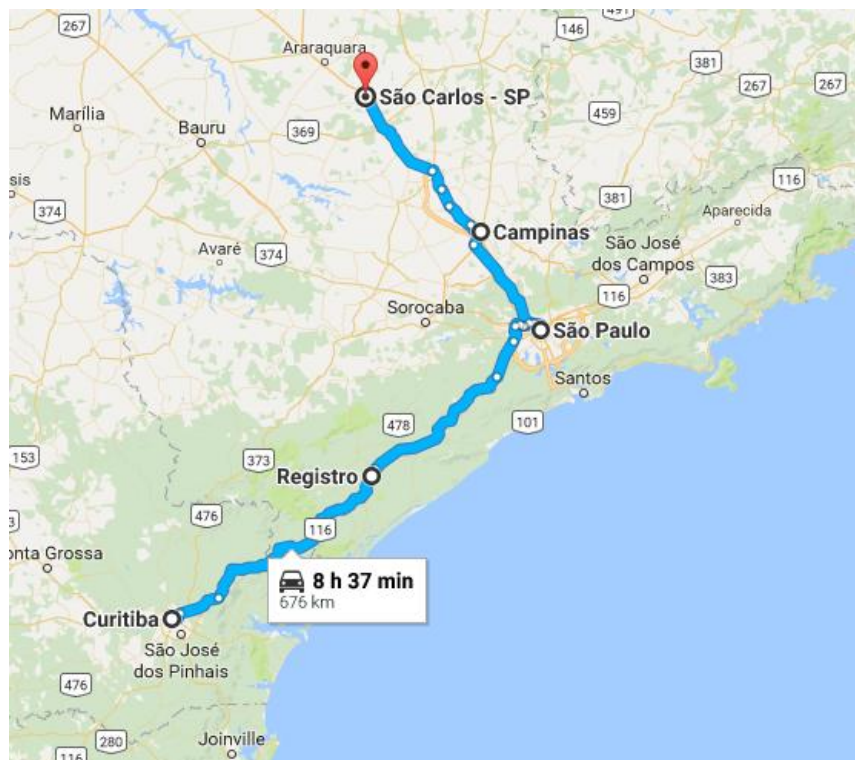 267
Araraquara
146
491
381
267
267
São Carlos - SP
Marília
Bauru
369
459
sis
374
116
381
Aparecida
Campinas
São José
dos Campos
Avaré
374
383
116
Sorocaba
São Paulo
Santos
478
101
153
373
Registro
476
116
3
onta Grossa
8 h 37 min
676 km
Curitiba
São José
dos Pinhais
476
280
Joinville
116